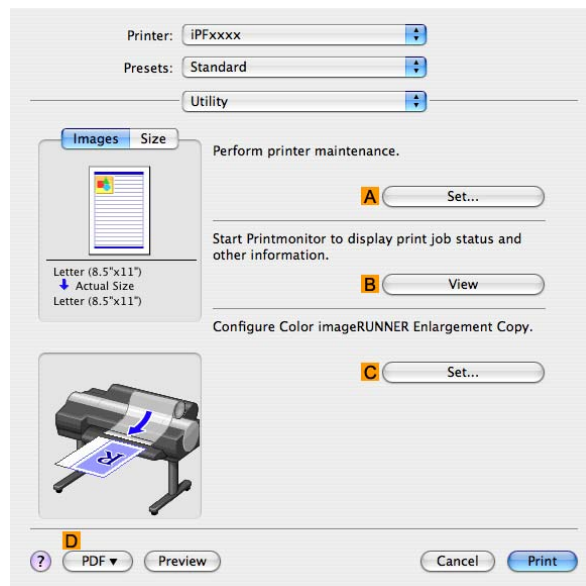 Printer: iPFxxxx
Presets: Standard
Utility
Images Size
Perform printer maintenance.
A Set...
Start Printmonitor to display print job status and
other information.
B View
Letter (8.5"x11")
Actual Size
Letter (8.5"x11")
Configure Color imageRUNNER Enlargement Copy.
C Set...
R
D
? PDF▼ Preview Cancel Print